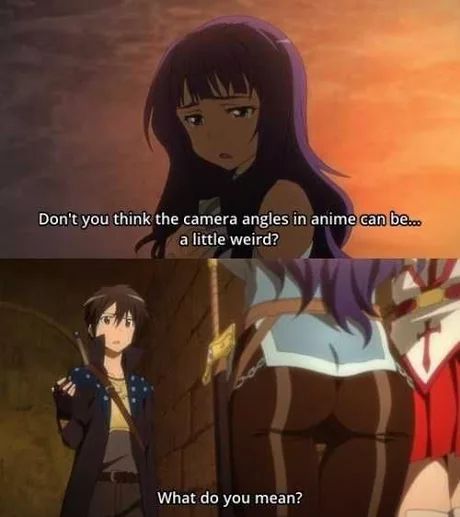 Don't you think the camera angles in anime can be...
a little weird?
What do you mean?